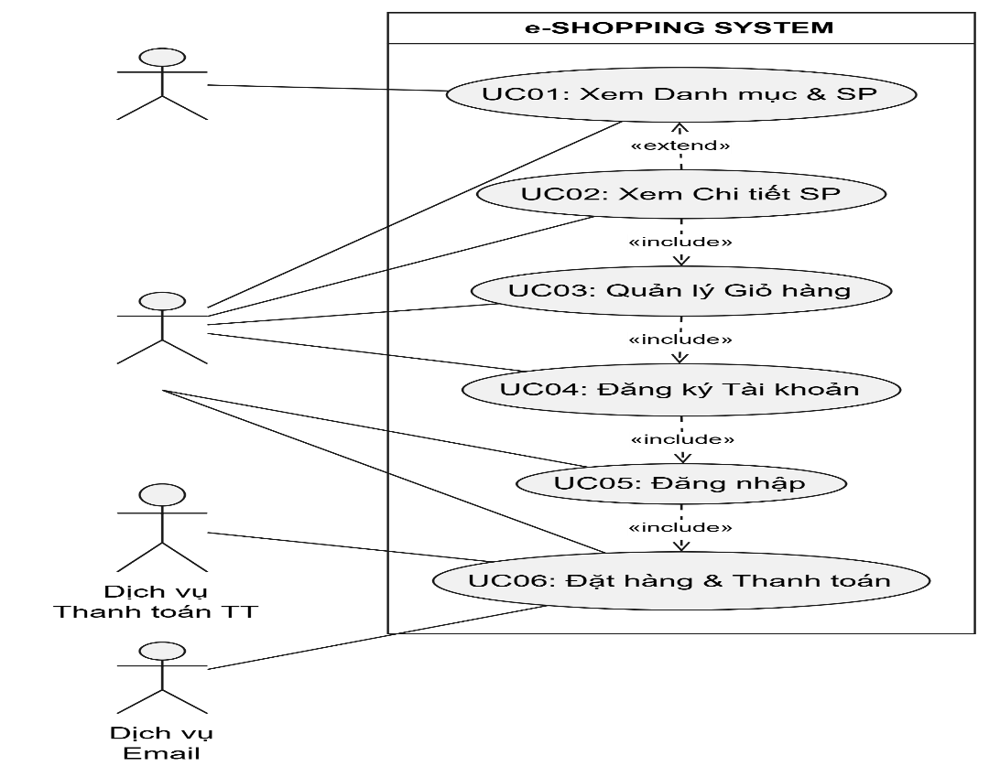 e-SHOPPING SYSTEM
UC01: Xem Danh mục & SP
«extend»
UC02: Xem Chi tiết SP
«include»
UC03: Quản lý Giỏ hàng
«include»
UC04: Đăng ký Tài khoản
«include»
UC05: Đăng nhập
«include»
UC06: Đặt hàng & Thanh toán
Dịch vụ
Thanh toán TT
Dịch vụ
Email